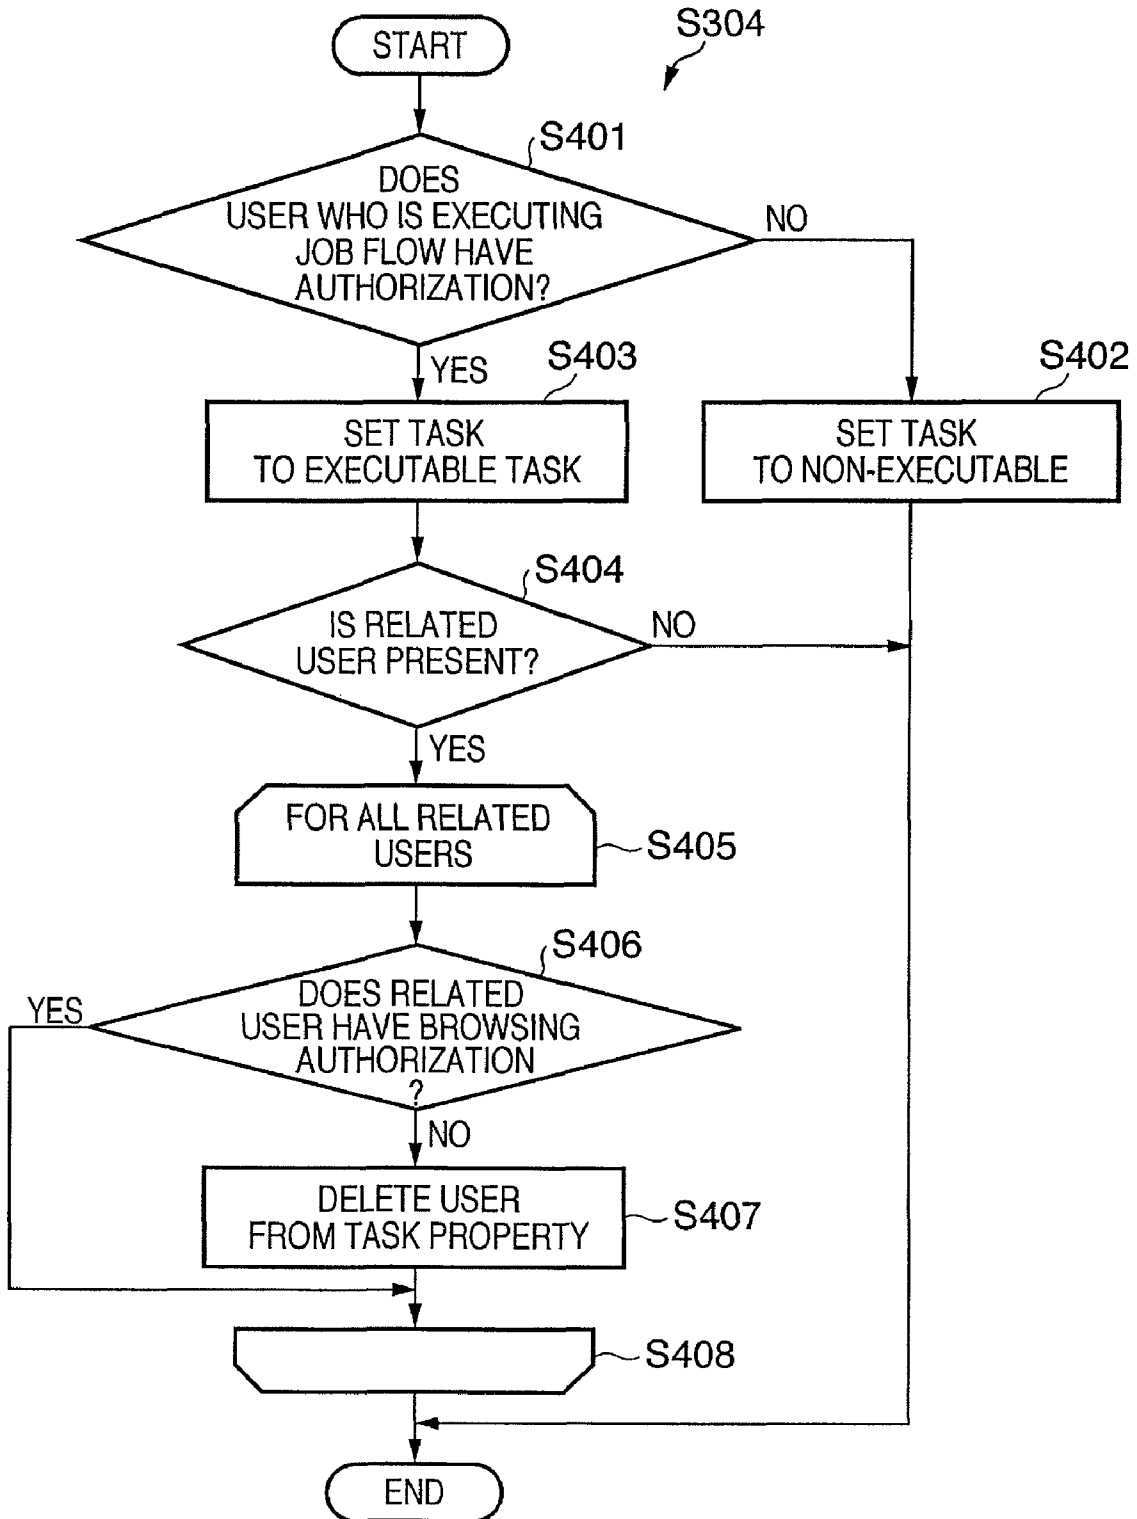 START
S304
S401
DOES
USER WHO IS EXECUTING
JOB FLOW HAVE
AUTHORIZATION?
NO
YES
S403
S402
SET TASK
TO EXECUTABLE TASK
SET TASK
TO NON-EXECUTABLE
S404
IS RELATED
USER PRESENT?
NO
YES
FOR ALL RELATED
USERS
S405
S406
DOES RELATED
USER HAVE BROWSING
AUTHORIZATION
?
YES
NO
DELETE USER
FROM TASK PROPERTY
S407
S408
END